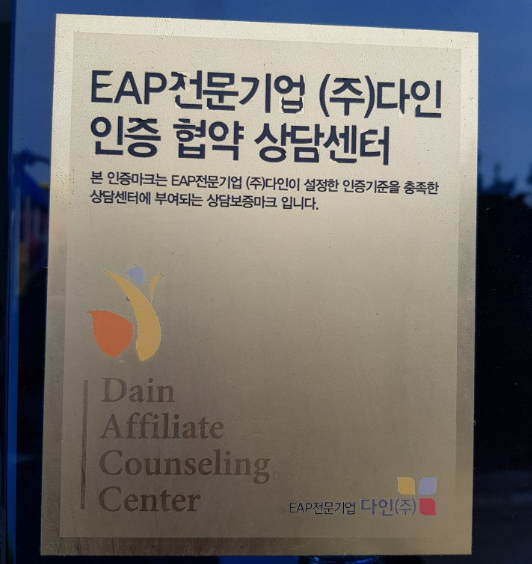 EAP전문기업 (주)다인
인증 협약 상담센터
본 인증마크는 EAP전문기업 (주)다인이 설정한 인증기준을 충족한
상담센터에 부여되는 상담보증마크 입니다.
Dain
Affiliate
Counseling
Center
EAP전문기업 다인(주)